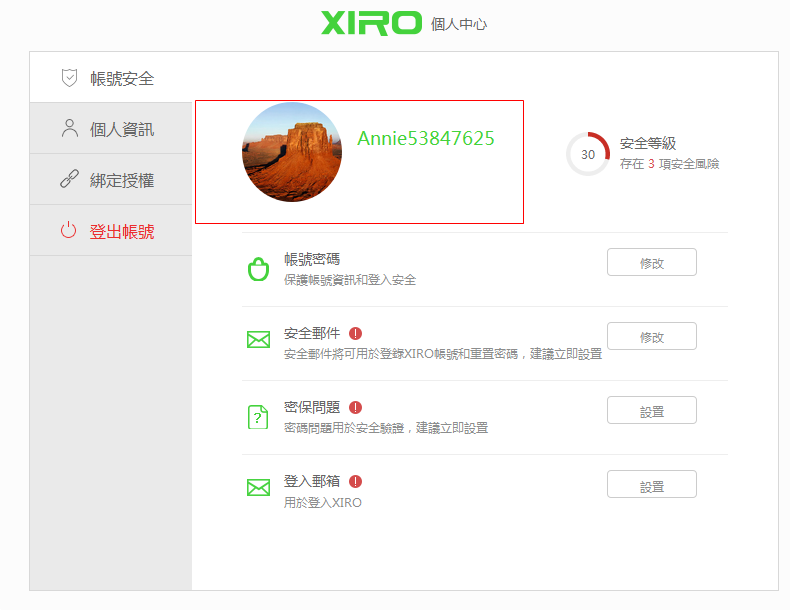 XIRO 個人中心
帳號安全
個人資訊
綁定授權
登出帳號
Annie53847625
30
安全等級
存在 3 項安全風險
帳號密碼
保護帳號資訊和登入安全
修改
安全郵件 !
安全郵件將可用於登錄XIRO帳號和重置密碼，建議立即設置
修改
密保問題 !
密碼問題用於安全驗證，建議立即設置
設置
登入郵箱 !
用於登入XIRO
設置